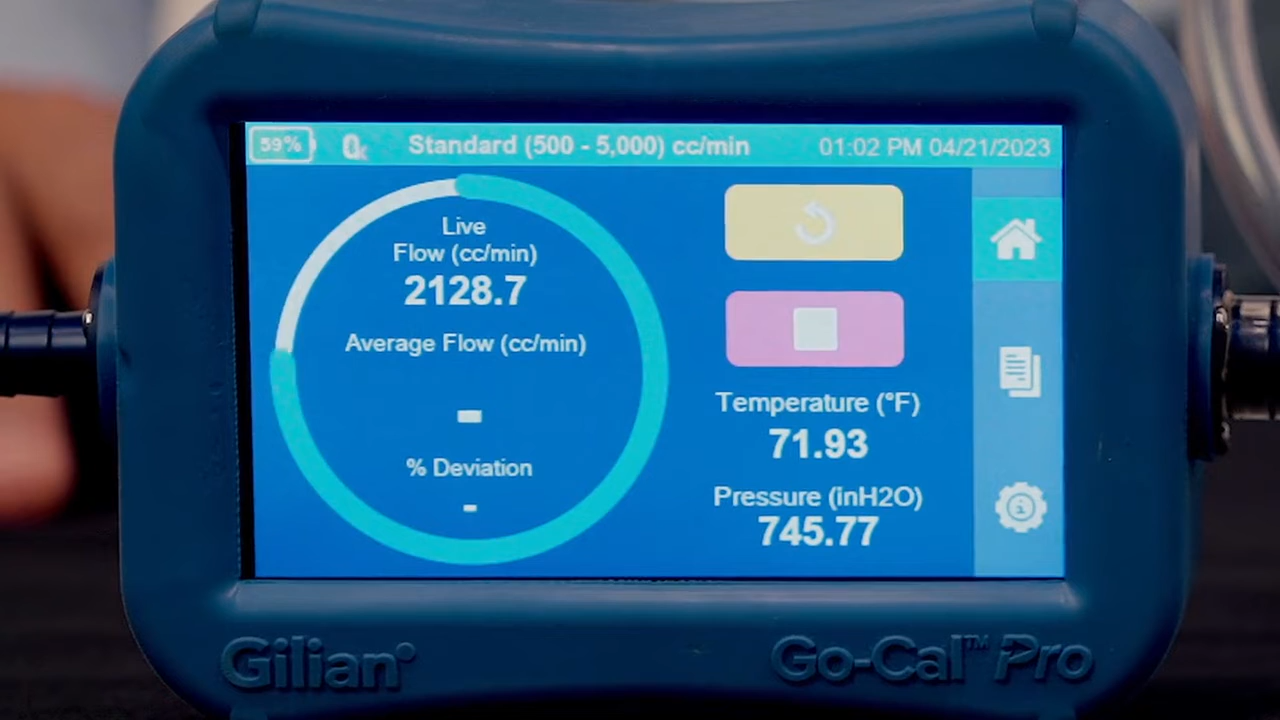 59%
Standard (500 - 5,000) cc/min
01:02 PM 04/21/2023
Live
Flow (cc/min)
2128.7
Average Flow (cc/min)
-
% Deviation
-
Temperature (°F)
71.93
Pressure (inH2O)
745.77
Gilian®
Go-Cal™ Pro